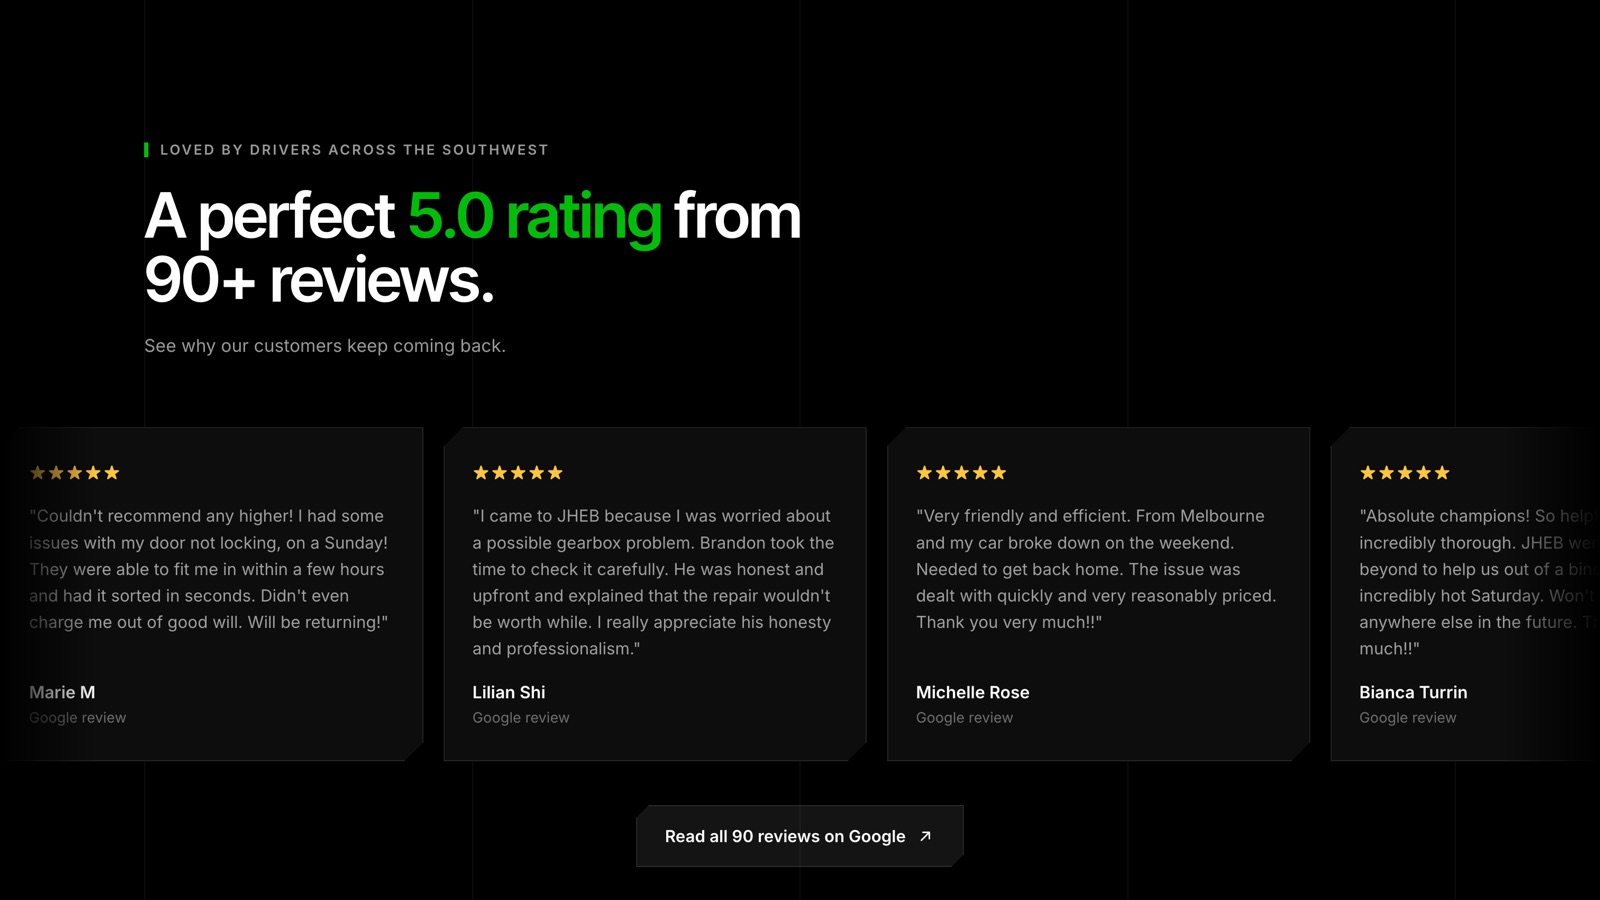 LOVED BY DRIVERS ACROSS THE SOUTHWEST
A perfect 5.0 rating from
90+ reviews.
See why our customers keep coming back.
"Couldn't recommend any higher! I had some
issues with my door not locking, on a Sunday!
They were able to fit me in within a few hours
and had it sorted in seconds. Didn't even
charge me out of good will. Will be returning!"
Marie M
Google review
"I came to JHEB because I was worried about
a possible gearbox problem. Brandon took the
time to check it carefully. He was honest and
upfront and explained that the repair wouldn't
be worth while. I really appreciate his honesty
and professionalism."
Lilian Shi
Google review
"Very friendly and efficient. From Melbourne
and my car broke down on the weekend.
Needed to get back home. The issue was
dealt with quickly and very reasonably priced.
Thank you very much!!"
Michelle Rose
Google review
"Absolute champions! So
incredibly thorough. JHEB
beyond to help us out of a
incredibly hot Saturday. Won't
anywhere else in the future.
much!!"
Bianca Turrin
Google review
Read all 90 reviews on Google